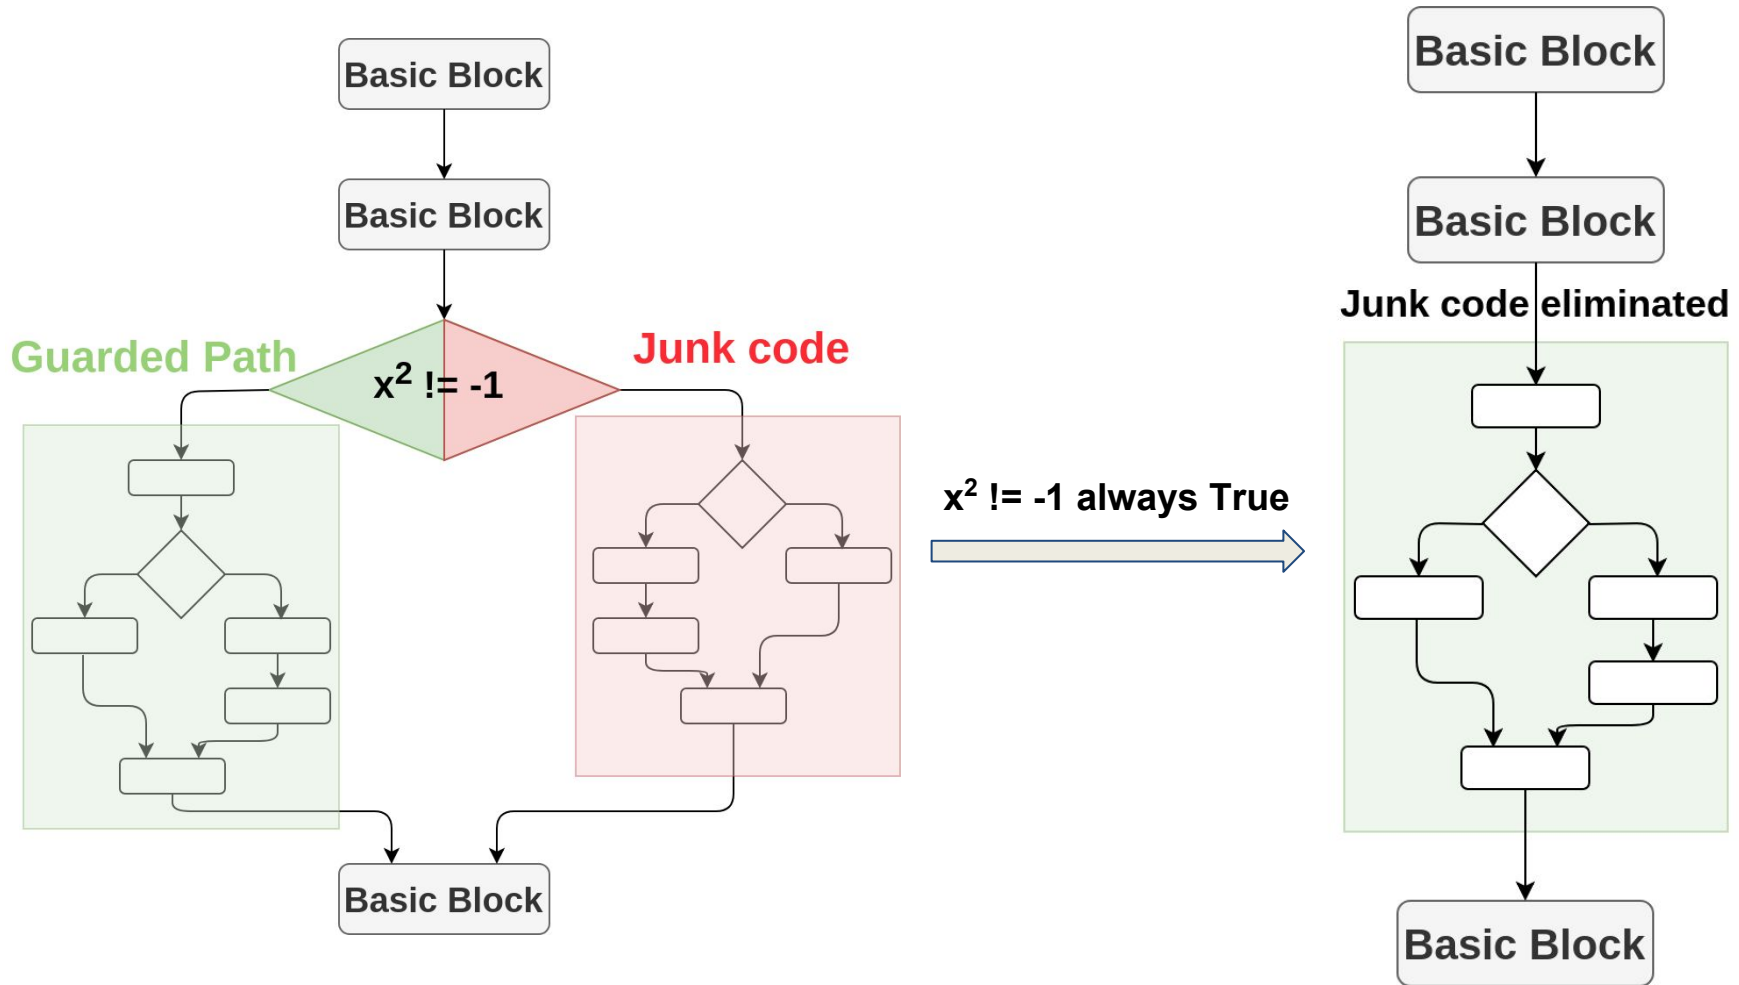 Basic Block
Basic Block
Guarded Path
x² != -1
Junk code
Basic Block
x² != -1 always True
Basic Block
Basic Block
Junk code eliminated
Basic Block